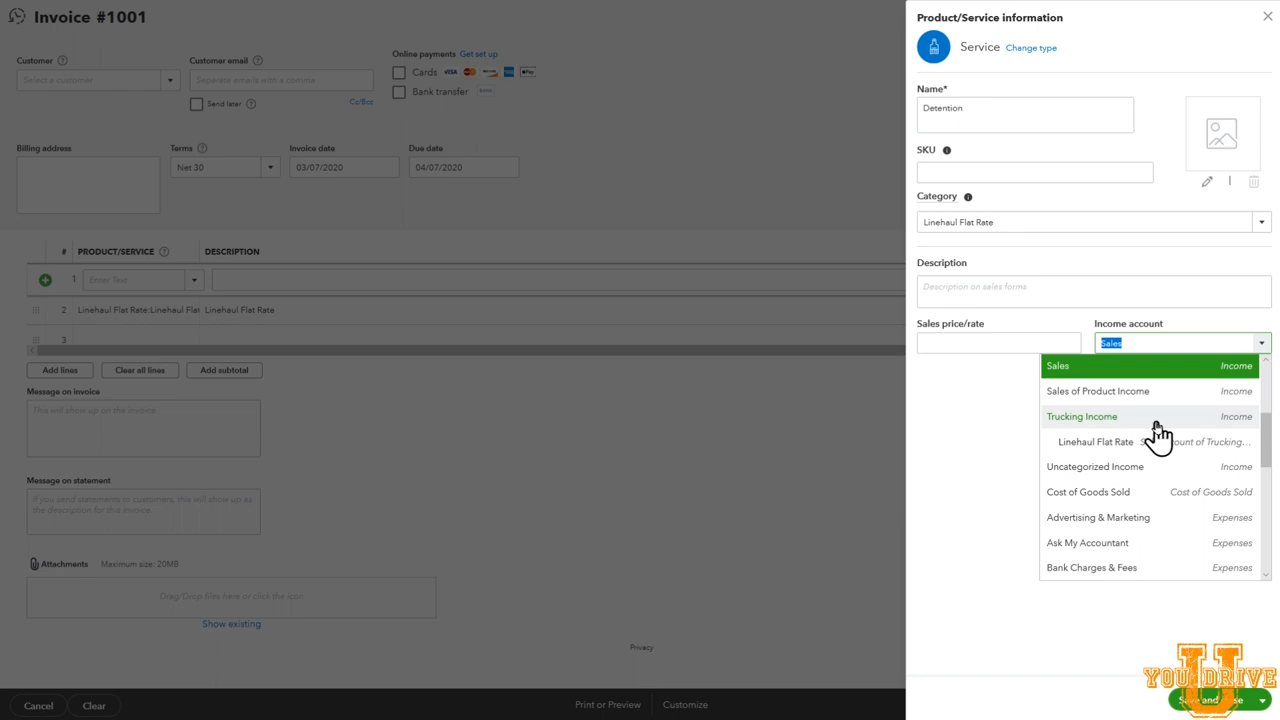 Invoice #1001
Customer
Select a customer
Customer email
Separate emails with a comma
Send later
Cc/Bcc
Online payments Get set up
Cards VISA
Bank transfer BANK
Billing address
Terms
Net 30
Invoice date
03/07/2020
Due date
04/07/2020
# PRODUCT/SERVICE DESCRIPTION
1 Enter Text
2 Linehaul Flat Rate:Linehaul Flat Linehaul Flat Rate
3
Add lines
Clear all lines
Add subtotal
Message on invoice
This will show up on the invoice.
Message on statement
If you send statements to customers, this will show up as
the description for this invoice.
Attachments Maximum size: 20MB
Drag/Drop files here or click the icon
Show existing
Privacy
Cancel
Clear
Print or Preview
Customize
Product/Service information
Service Change type
Name*
Detention
SKU
Category
Linehaul Flat Rate
Description
Description on sales forms
Sales price/rate
Income account
Sales
Sales Income
Sales of Product Income Income
Trucking Income Income
Linehaul Flat Rate ount of Trucking...
Uncategorized Income Income
Cost of Goods Sold Cost of Goods Sold
Advertising & Marketing Expenses
Ask My Accountant Expenses
Bank Charges & Fees Expenses
U
YOU DRIVE